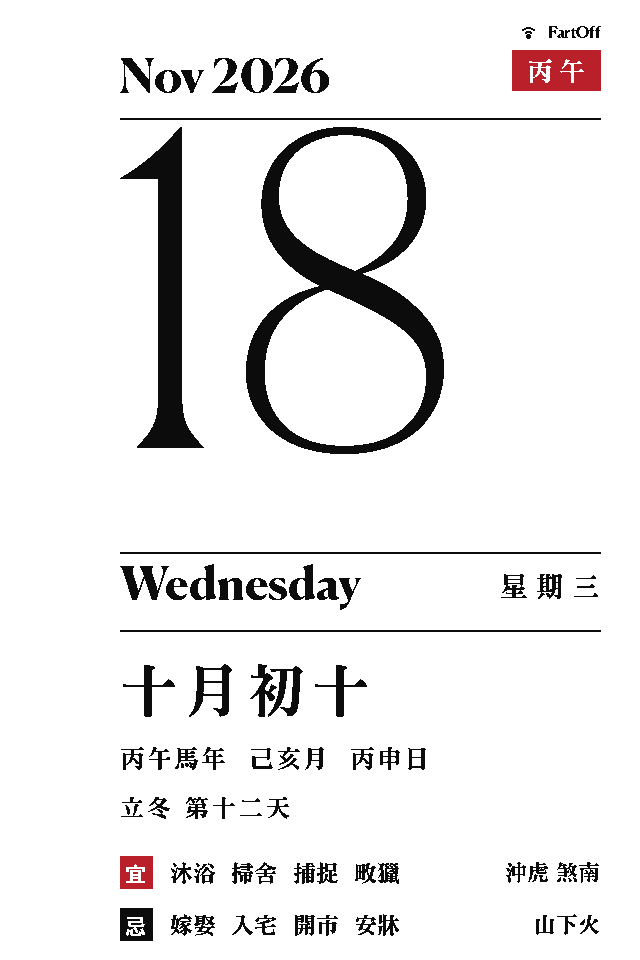 FartOff
Nov 2026
丙午
18
Wednesday
星期三
十月初十
丙午馬年 己亥月 丙申日
立冬 第十二天
宜 沐浴 掃舍 捕捉 畋獵
沖虎 煞南
忌 嫁娶 入宅 開市 安牀
山下火